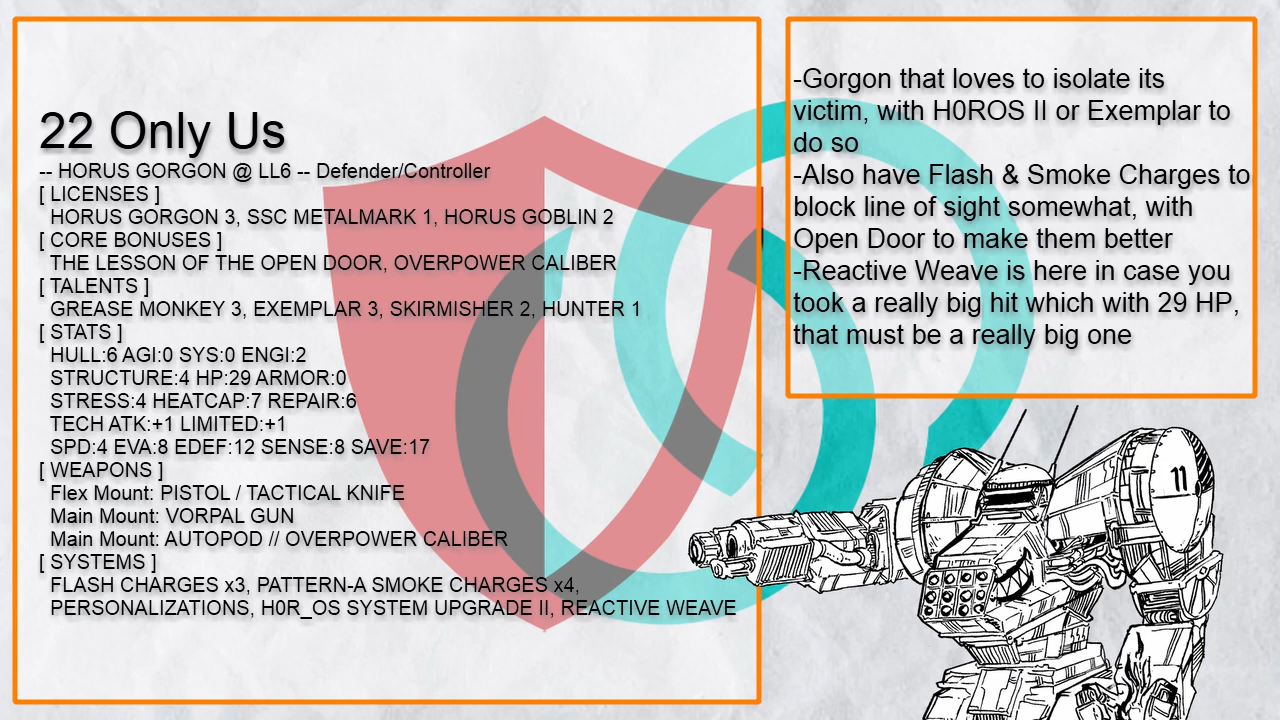 22 Only Us
-- HORUS GORGON @ LL6 -- Defender/Controller
[ LICENSES ]
HORUS GORGON 3, SSC METALMARK 1, HORUS GOBLIN 2
[ CORE BONUSES ]
THE LESSON OF THE OPEN DOOR, OVERPOWER CALIBER
[ TALENTS ]
GREASE MONKEY 3, EXEMPLAR 3, SKIRMISHER 2, HUNTER 1
[ STATS ]
HULL:6 AGI:0 SYS:0 ENGI:2
STRUCTURE:4 HP:29 ARMOR:0
STRESS:4 HEATCAP:7 REPAIR:6
TECH ATK:+1 LIMITED:+1
SPD:4 EVA:8 EDEF:12 SENSE:8 SAVE:17
[ WEAPONS ]
Flex Mount: PISTOL / TACTICAL KNIFE
Main Mount: VORPAL GUN
Main Mount: AUTOPOD // OVERPOWER CALIBER
[ SYSTEMS ]
FLASH CHARGES x3, PATTERN-A SMOKE CHARGES x4,
PERSONALIZATIONS, H0R_OS SYSTEM UPGRADE II, REACTIVE WEAVE
-Gorgon that loves to isolate its
victim, with H0ROS II or Exemplar to
do so
-Also have Flash & Smoke Charges to
block line of sight somewhat, with
Open Door to make them better
-Reactive Weave is here in case you
took a really big hit which with 29 HP,
that must be a really big one
11